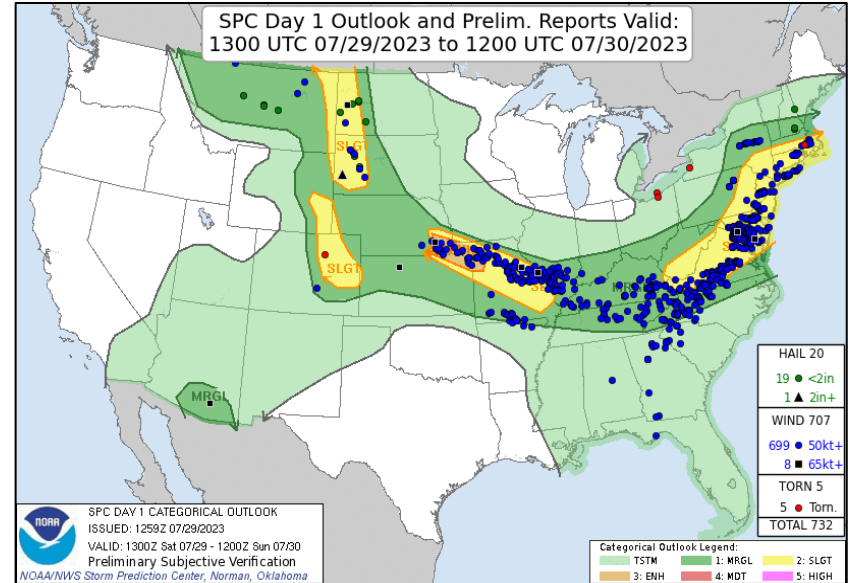 SPC Day 1 Outlook and Prelim. Reports Valid:
1300 UTC 07/29/2023 to 1200 UTC 07/30/2023
SLGT
SLGT
MRGL
HAIL 20
19 <2in
1 2in+
WIND 707
699 50kt+
8 65kt+
TORN 5
5 Torn.
TOTAL 732
NOAA
SPC DAY 1 CATEGORICAL OUTLOOK
ISSUED: 1259Z 07/29/2023
VALID: 1300Z Sat 07/29 - 1200Z Sun 07/30
Preliminary Subjective Verification
NOAA/NWS Storm Prediction Center, Norman, Oklahoma
Categorical Outlook Legend:
TSTM 1: MRGL 2: SLGT
3: ENH 4: MDT 5: HIGH